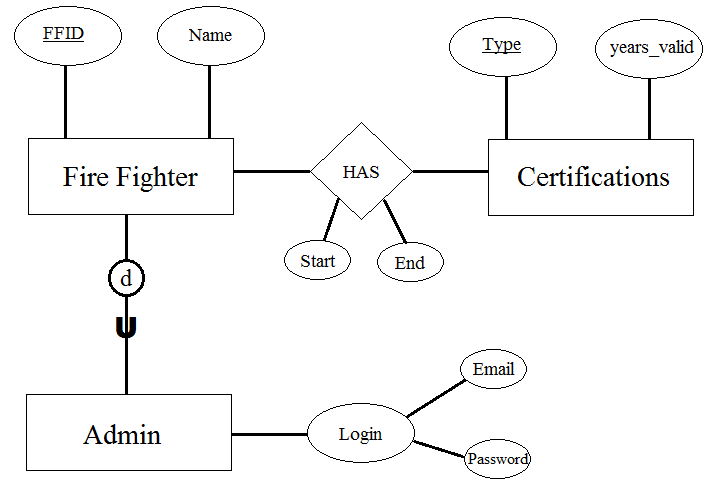 FFID
Name
Type
years_valid
Fire Fighter
HAS
Certifications
Start
End
d
U
Admin
Login
Email
Password